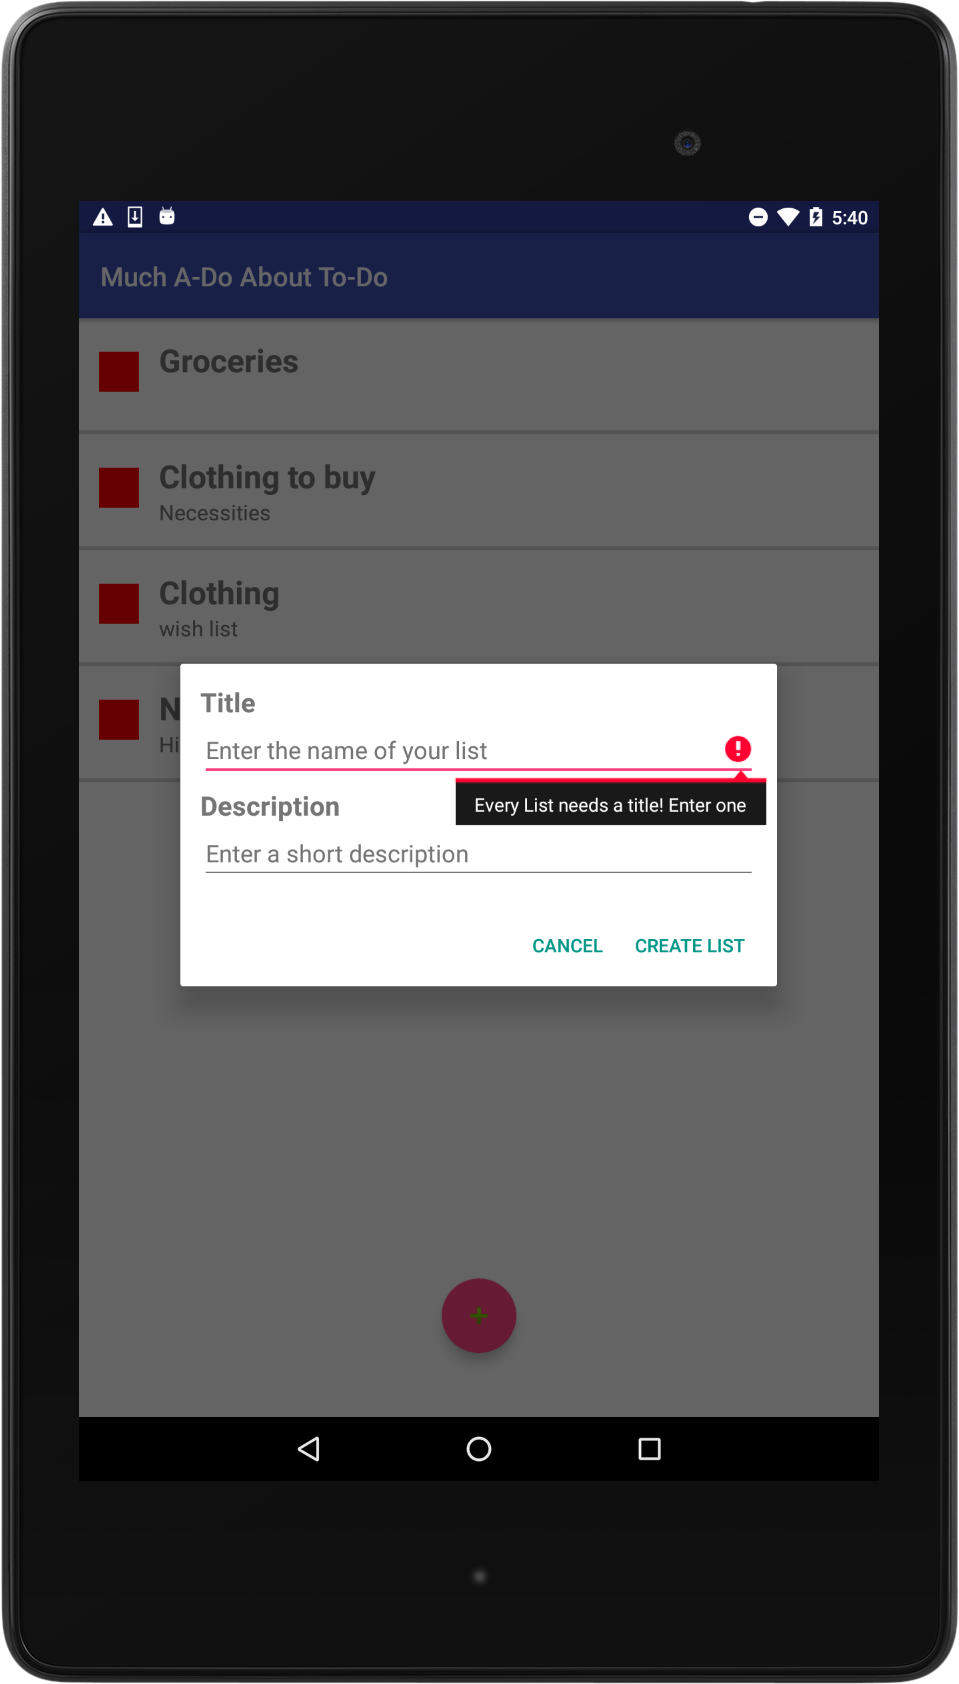 5:40
Much A-Do About To-Do
Groceries
Clothing to buy
Necessities
Clothing
wish list
N
Hi
Title
Enter the name of your list
Every List needs a title! Enter one
Description
Enter a short description
CANCEL CREATE LIST